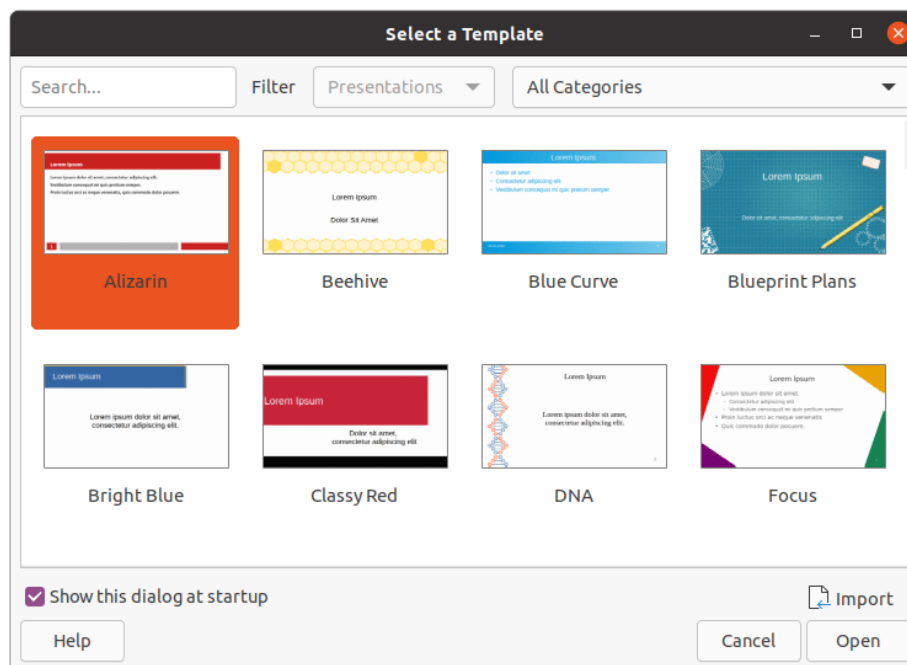 Select a Template
Search...
Filter
Presentations
All Categories
Lorem Ipsum
Lorem ipsum dolor sit amet, consectetur adipiscing elit.
Vestibulum consequat mi quis pretium semper.
Proin luctus orci ac neque venenatis, quis commodo dolor posuere.
1
Alizarin
Lorem Ipsum
Dolor Sit Amet
Beehive
Lorem Ipsum
Dolor sit amet
Consectetur adipiscing elit
Vestibulum consequat mi quis pretium semper
Blue Curve
Lorem Ipsum
Dolor sit amet, consectetur adipiscing elit
Blueprint Plans
Lorem Ipsum
Lorem ipsum dolor sit amet,
consectetur adipiscing elit.
Bright Blue
Lorem Ipsum
Dolor sit amet,
consectetur adipiscing elit
Classy Red
Lorem Ipsum
Lorem ipsum dolor sit amet,
consectetur adipiscing elit.
DNA
Lorem Ipsum
Lorem ipsum dolor sit amet
Consectetur adipiscing elit
Vestibulum consequat mi quis pretium semper
Proin luctus orci ac neque venenatis
Quis commodo dolor posuere.
Focus
Show this dialog at startup
Import
Help
Cancel
Open